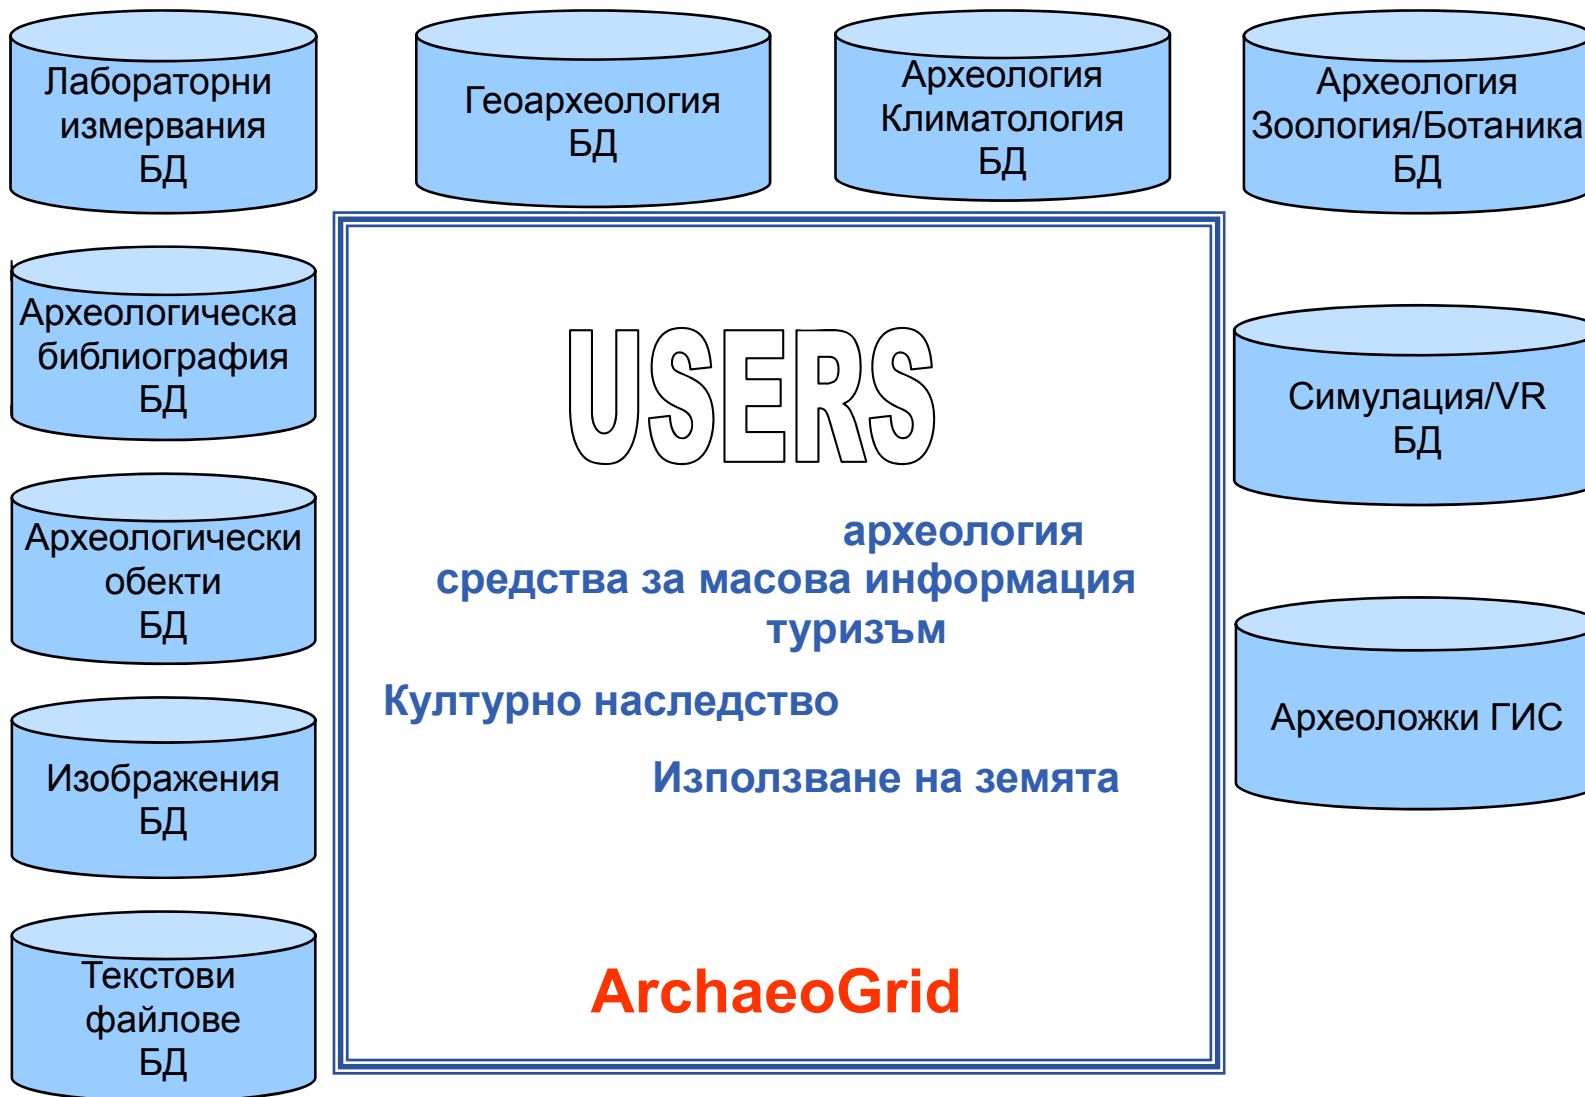 Лабораторни
измервания
БД
Геоархеология
БД
Археология
Климатология
БД
Археология
Зоология/Ботаника
БД
Археологическа
библиография
БД
Археологически
обекти
БД
Изображения
БД
Текстови
файлове
БД
USERS
археология
средства за масова информация
туризъм
Културно наследство
Използване на земята
ArchaeoGrid
Симулация/VR
БД
Археоложки ГИС